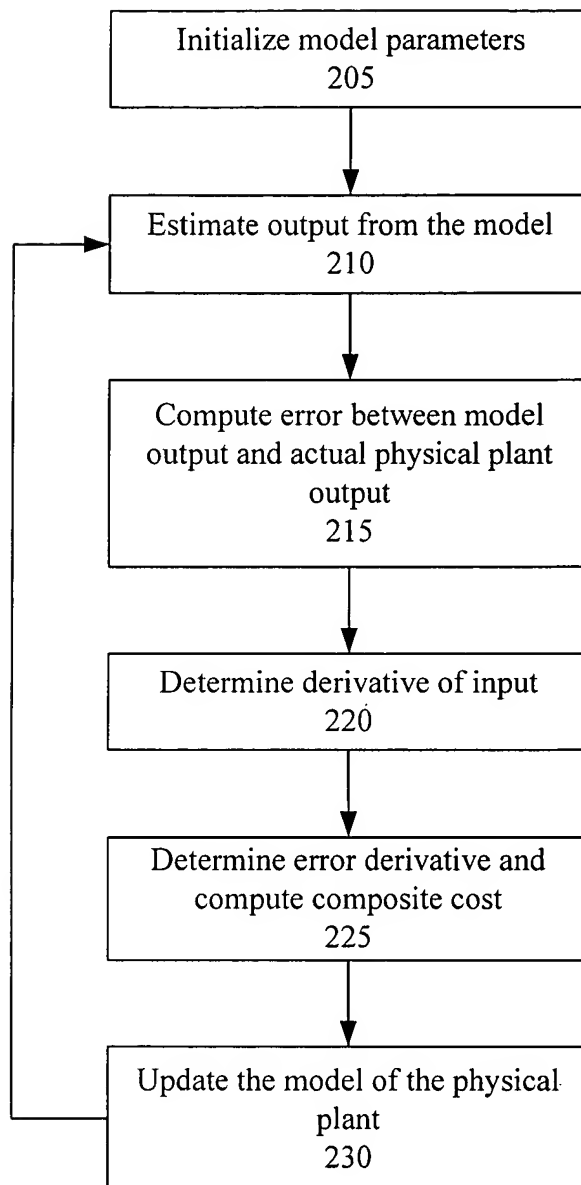 Initialize model parameters
205
Estimate output from the model
210
Compute error between model
output and actual physical plant
output
215
Determine derivative of input
220
Determine error derivative and
compute composite cost
225
Update the model of the physical
plant
230